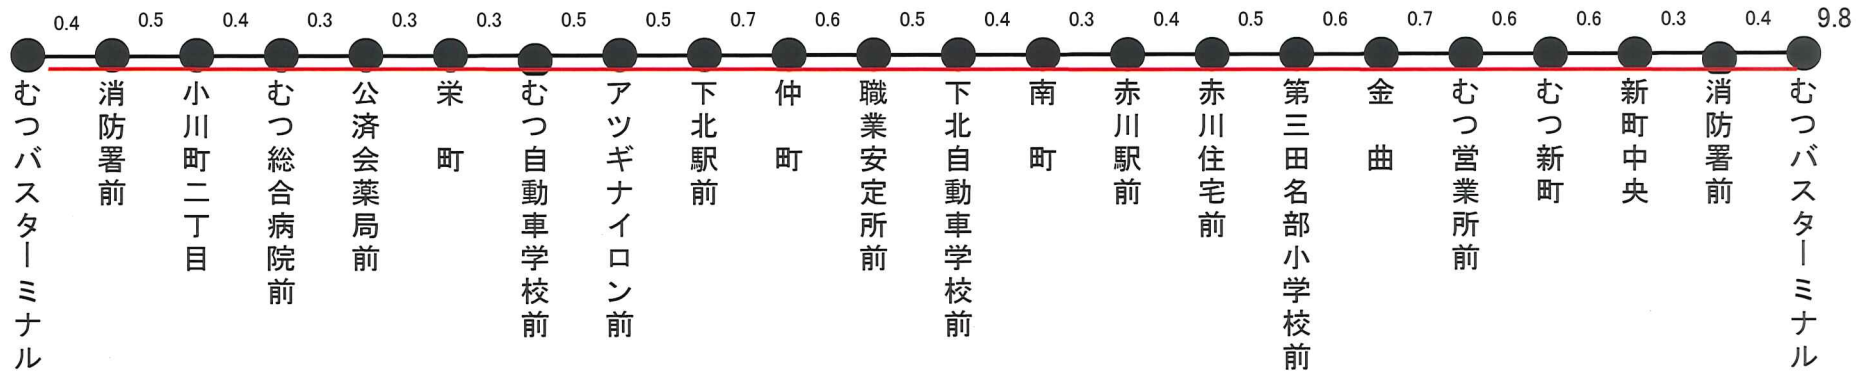 0.4 0.5 0.4 0.3 0.3 0.3 0.5 0.5 0.7 0.6 0.5 0.4 0.3 0.4 0.5 0.6 0.7 0.6 0.6 0.3 0.4 9.8
むつバスターミナル
消防署前
小川町二丁目
むつ総合病院前
公済会薬局前
栄町
むつ自動車学校前
アツギナイロン前
下北駅前
仲町
職業安定所前
下北自動車学校前
南町
赤川駅前
赤川住宅前
第三田名部小学校前
金曲
むつ営業所前
むつ新町
新町中央
消防署前
むつバスターミナル